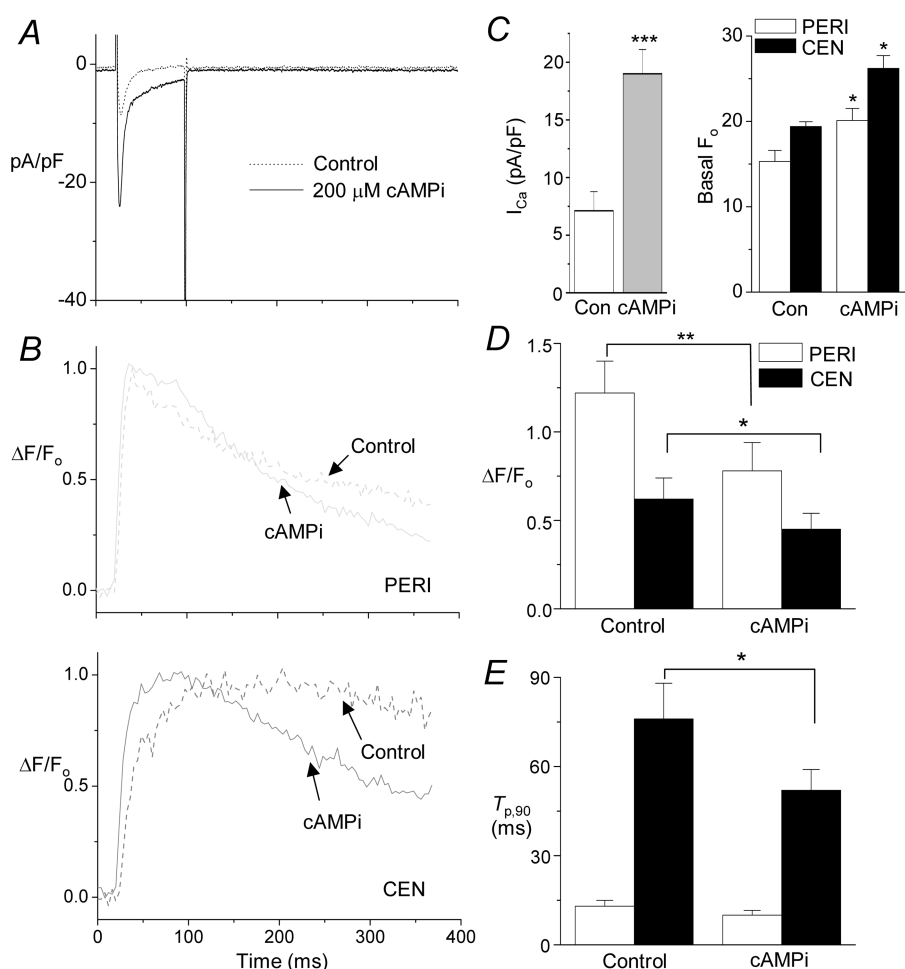 A
0
pA/pF
-20
-40
Control
200 µM cAMPi
B
1.0
ΔF/Fo
0.5
0.0
Control
cAMPi
PERI
1.0
ΔF/Fo
0.5
0.0
Control
cAMPi
CEN
0 100 200 300 400
Time (ms)
C
ICa (pA/pF)
20
15
10
5
0
***
Con cAMPi
PERI
CEN
Basal Fo
30
20
10
0
*
*
Con cAMPi
D
PERI
CEN
ΔF/Fo
1.5
1.0
0.5
0.0
**
*
Control cAMPi
E
Tp,90
(ms)
90
60
30
0
*
Control cAMPi